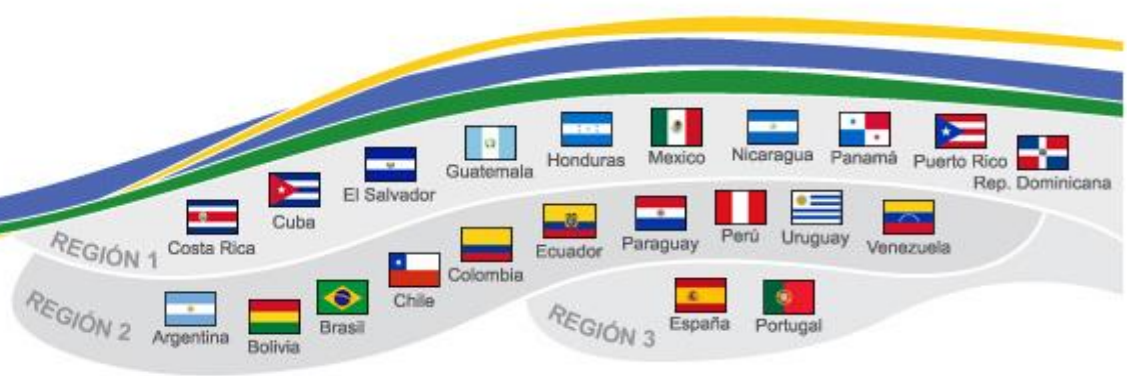 REGIÓN 1
Costa Rica
Cuba
El Salvador
Guatemala
Honduras
Mexico
Nicaragua
Panamá
Puerto Rico
Rep. Dominicana
REGIÓN 2
Argentina
Bolivia
Brasil
Chile
Colombia
Ecuador
Paraguay
Perú
Uruguay
Venezuela
REGIÓN 3
España
Portugal